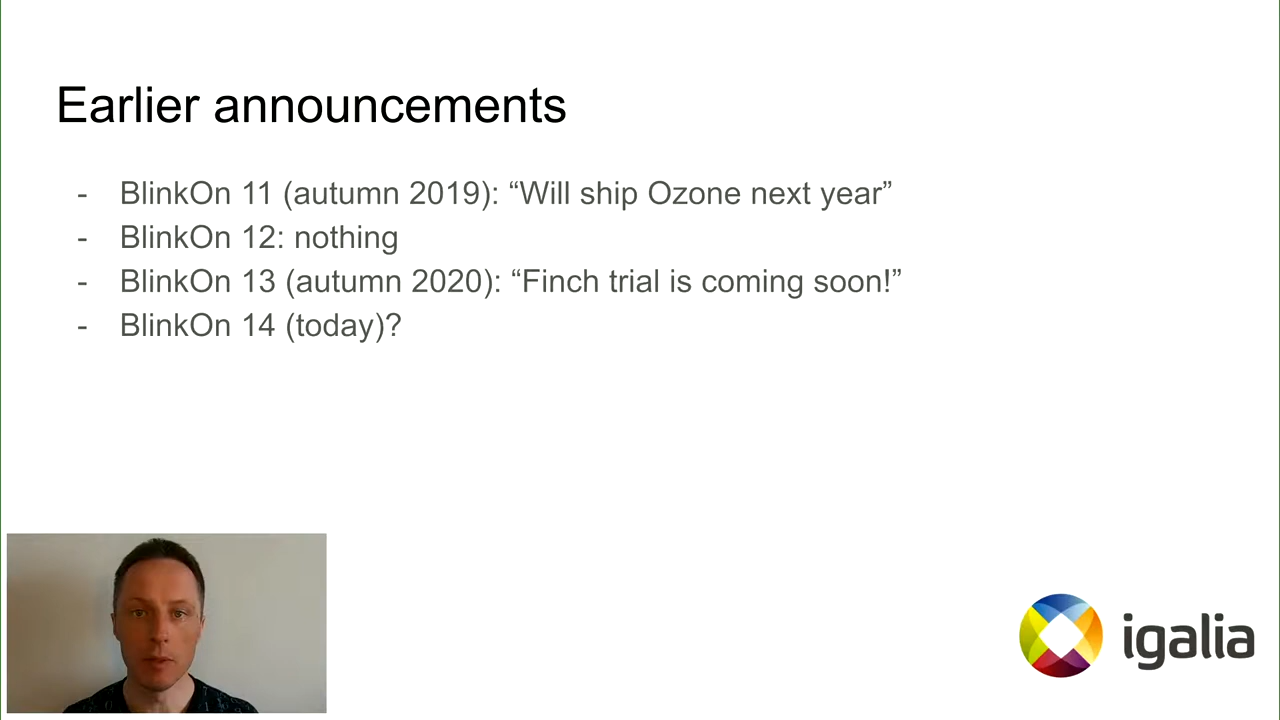 Earlier announcements
- BlinkOn 11 (autumn 2019): “Will ship Ozone next year”
- BlinkOn 12: nothing
- BlinkOn 13 (autumn 2020): “Finch trial is coming soon!”
- BlinkOn 14 (today)?
igalia